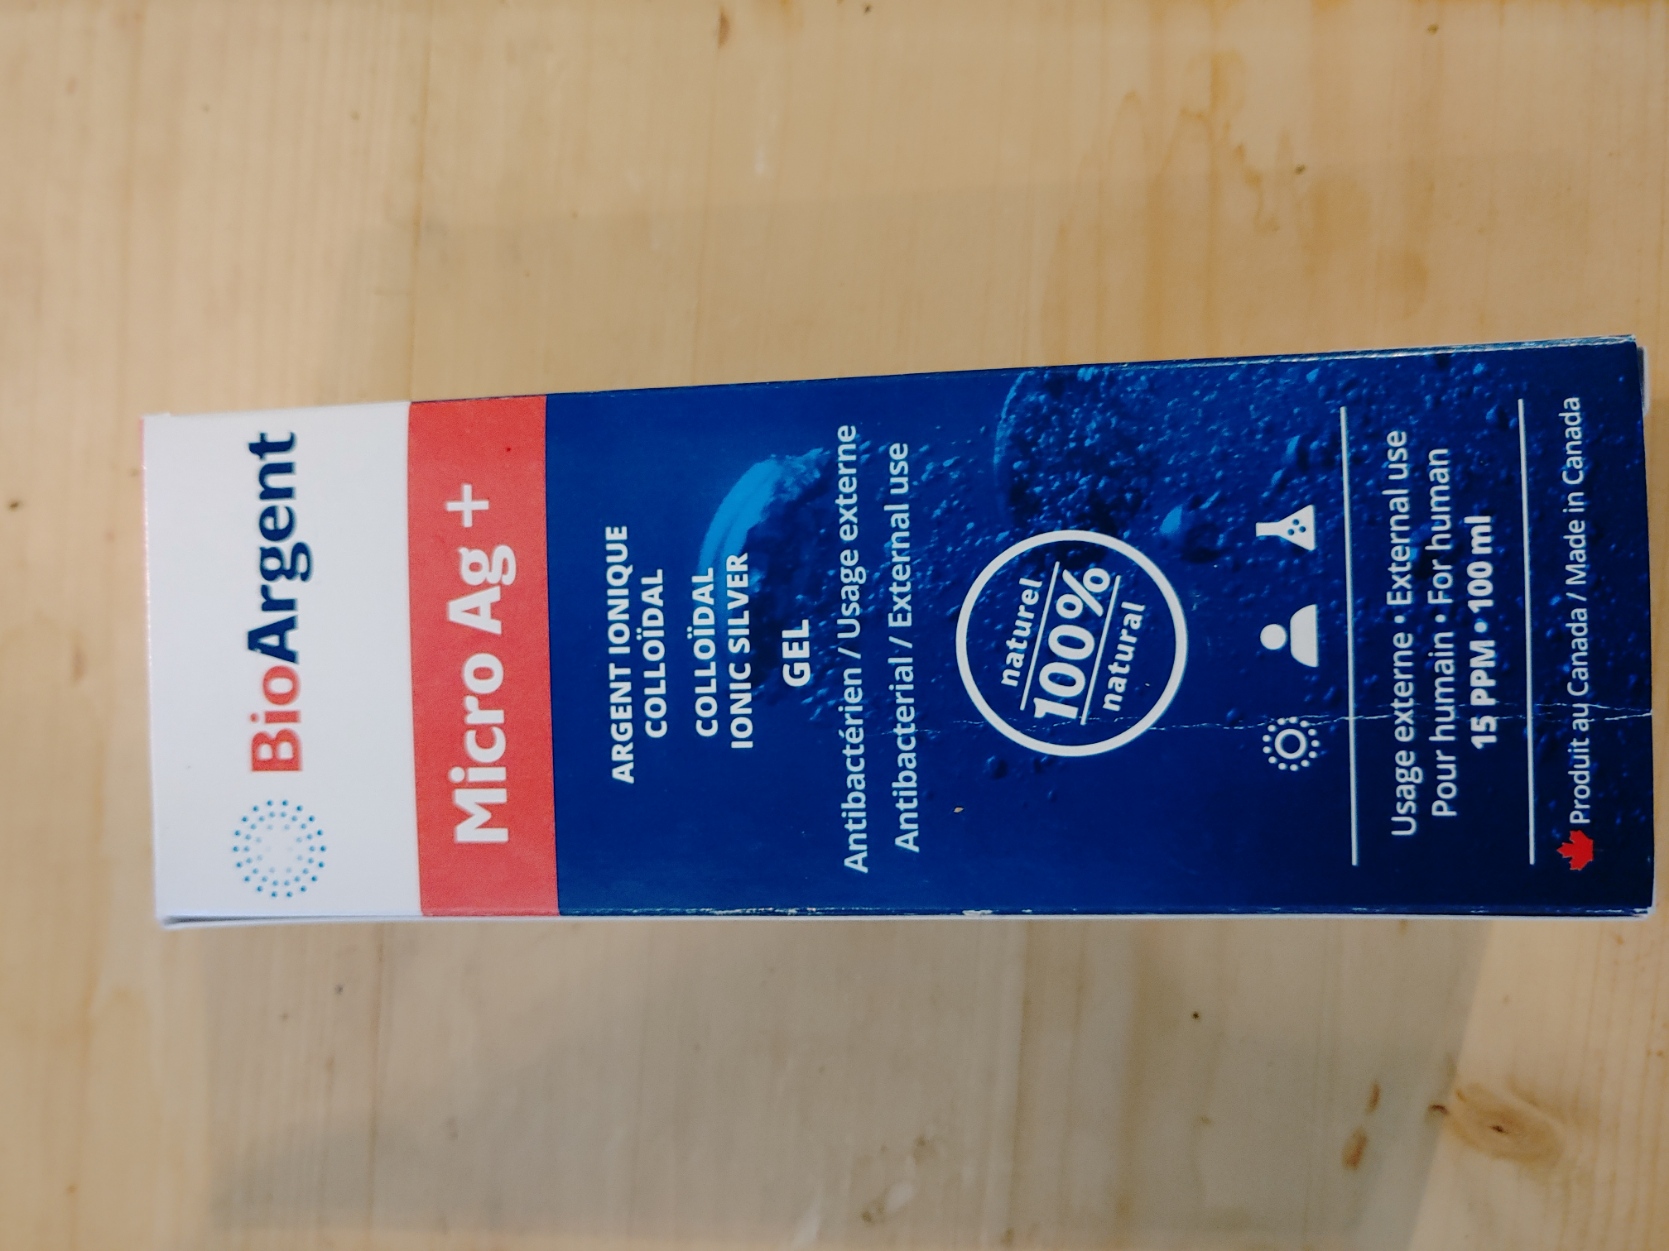 BioArgent
Micro Ag +
ARGENT IONIQUE
COLLOÏDAL
COLLOÏDAL
IONIC SILVER
GEL
Antibactérien / Usage externe
Antibacterial / External use
naturel
100%
natural
Usage externe • External use
Pour humain • For human
15 PPM • 100 ml
Produit au Canada / Made in Canada